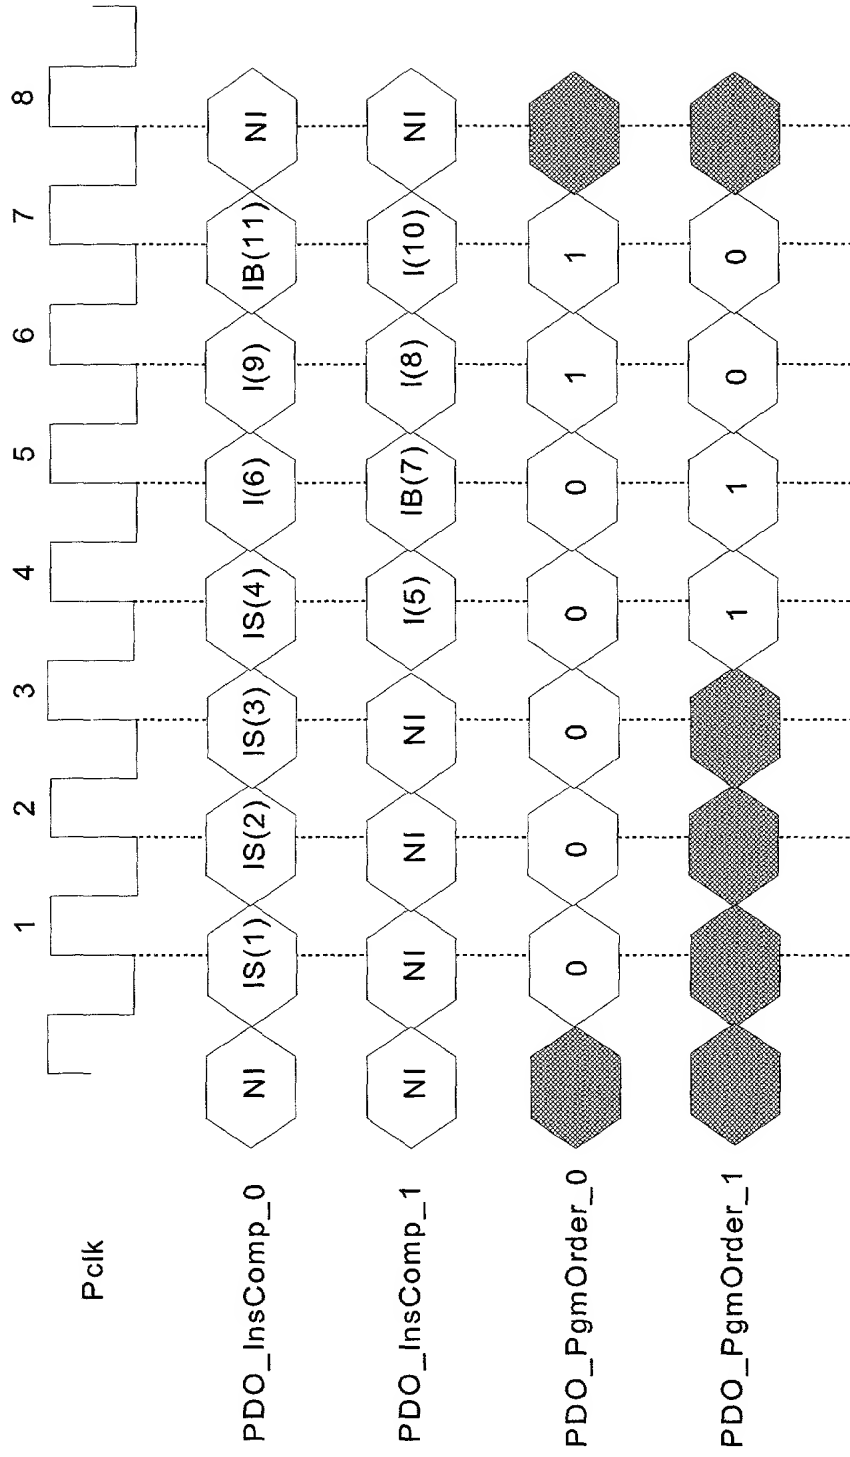 1 2 3 4 5 6 7 8
Pclk
PDO_InsComp_0 NI IS(1) IS(2) IS(3) IS(4) I(6) I(9) IB(11) NI
PDO_InsComp_1 NI NI NI NI I(5) IB(7) I(8) I(10) NI
PDO_PgmOrder_0 0 0 0 0 0 1 1
PDO_PgmOrder_1 1 1 0 0